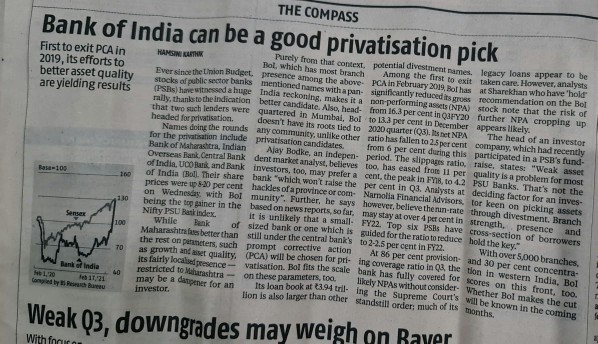 THE COMPASS
Bank of India can be a good privatisation pick
First to exit PCA in
2019, its efforts to
better asset quality
are yielding results
Base=100
160
130
100
70
40
Sensex
Bank of India
Feb 1,'20
Feb 17,'21
Compiled by BS Research Bureau
HAMSINI KARTHIK
Ever since the Union Budget,
stocks of public sector banks
(PSBs) have witnessed a huge
rally, thanks to the indication
that two such lenders were
headed for privatisation.
Names doing the rounds
for the privatisation include
Bank of Maharashtra, Indian
Overseas Bank, Central Bank
of India, UCO Bank, and Bank
of India (BoI). Their share
prices were up 8-20 per cent
on Wednesday, with BoI
being the top gainer in the
Nifty PSU Bank index.
While Bank of
Maharashtra fares better than
the rest on parameters, such
as growth and asset quality,
its fairly localised presence —
restricted to Maharashtra —
may be a dampener for an
investor.
Purely from that context,
BoI, which has most branch
presence among the above-
mentioned names with a pan-
India reckoning, makes it a
better candidate. Also, head-
quartered in Mumbai, BoI
doesn't have its roots tied to
any community, unlike other
privatisation candidates.
Ajay Bodke, an indepen-
dent market analyst, believes
investors, too, may prefer a
bank "which won't raise the
hackles of a province or com-
munity". Further, he says
based on news reports, so far,
it is unlikely that a small-
sized bank or one which is
still under the central bank's
prompt corrective action
(PCA) will be chosen for pri-
vatisation. BoI fits the scale
on these parameters, too.
Its loan book at ₹3.94 tril-
lion is also larger than other
potential divestment names.
Among the first to exit
PCA in February 2019, BoI has
significantly reduced its gross
non-performing assets (NPA)
from 16.3 per cent in Q3FY20
to 13.3 per cent in December
2020 quarter (Q3). Its net NPA
ratio has fallen to 2.5 per cent
from 6 per cent during this
period. The slippages ratio,
too, has eased from 11 per
cent, the peak in FY18, to 4.2
per cent in Q3. Analysts at
Narnolia Financial Advisors,
however, believe the run-rate
may stay at over 4 per cent in
FY22. Top six PSBs have
guided for the ratio to reduce
to 2-2.5 per cent in FY22.
At 86 per cent provision-
ing coverage ratio in Q3, the
bank has fully covered for
likely NPAs without consider-
ing the Supreme Court's
standstill order; much of its
legacy loans appear to be
taken care. However, analysts
at Sharekhan who have 'hold'
recommendation on the BoI
stock note that the risk of
further NPA cropping up
appears likely.
The head of an investor
company, which had recently
participated in a PSB's fund-
raise, states: "Weak asset
quality is a problem for most
PSU Banks. That's not the
deciding factor for an inves-
tor keen on picking assets
through divestment. Branch
strength, presence and
cross-section of borrowers
hold the key."
With over 5,000 branches,
and 30 per cent concentra-
tion in western India, BoI
scores on this front, too.
Whether BoI makes the cut
will be known in the coming
months.
Weak Q3, downgrades may weigh on Bayer
With focus on